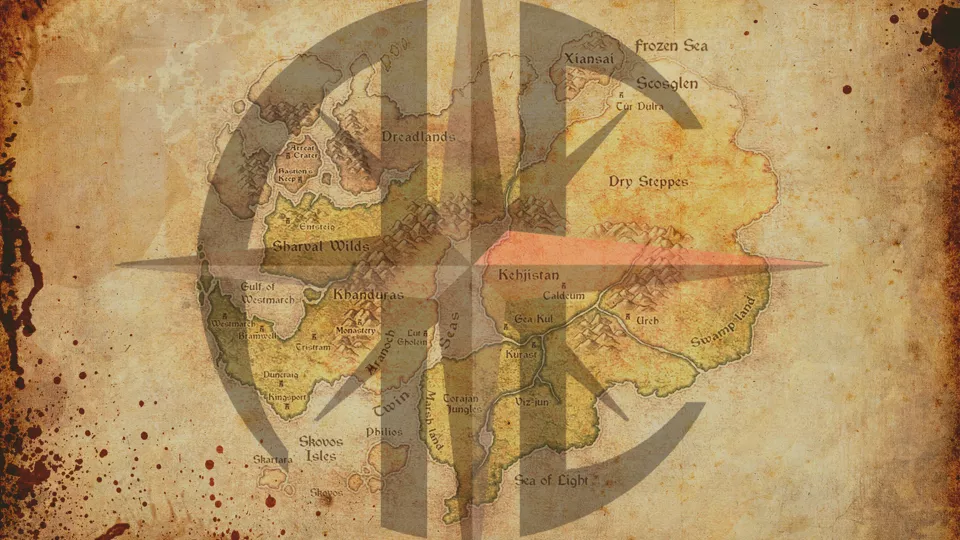 Frozen Sea
Xiansai
Scosglen
Tur Dulra
Dreadlands
Arreat
Crater
Bastion's
Keep
Dry Steppes
Entsteig
Sharval Wilds
Kehjistan
Gulf of
Westmarch
Khanduras
Caldeum
Swamp land
Westmarch
Bramwell
Monastery
Tristram
Aranoch
Lut
Gholein
Seas
Gea Kul
Urch
Kurast
Duncraig
Kingsport
Twin
Marsh land
Torajan
Jungles
Viz'jun
Philios
Skovos
Isles
Skartara
Skovos
Sea of Light